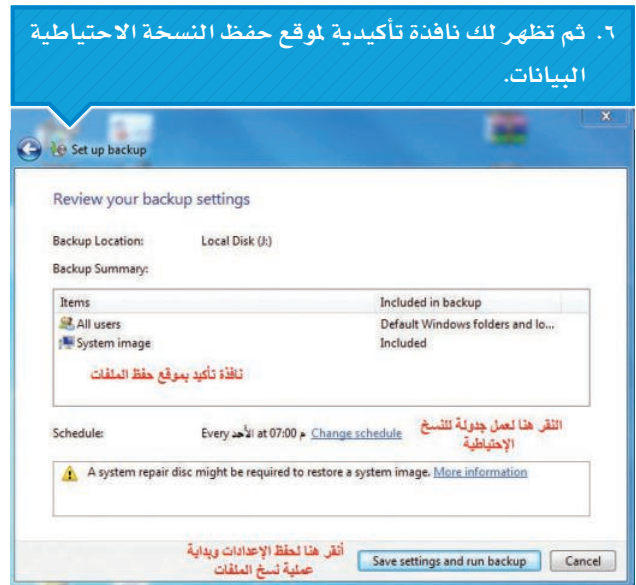 ٦. ثم تظهر لك نافذة تأكيدية لموقع حفظ النسخة الاحتياطية
البيانات.
x
Set up backup
Review your backup settings
Backup Location: Local Disk (J:)
Backup Summary:
Items Included in backup
All users Default Windows folders and lo...
System image Included
نافذة تأكيد بموقع حفظ الملفات
Schedule: Every الأحد at 07:00 م Change schedule
النقر هنا لعمل جدولة للنسخ
الإحتياطية
A system repair disc might be required to restore a system image. More information
أنقر هنا لحفظ الإعدادات وبداية
عملية نسخ الملفات
Save settings and run backup Cancel